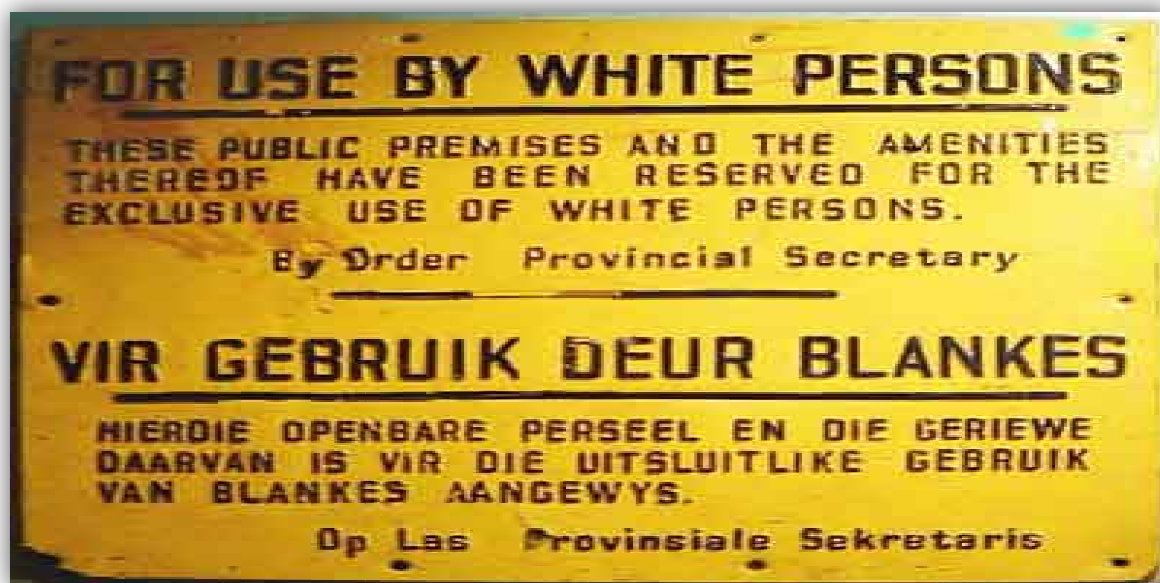 FOR USE BY WHITE PERSONS
THESE PUBLIC PREMISES AND THE AMENITIES
THEREOF HAVE BEEN RESERVED FOR THE
EXCLUSIVE USE OF WHITE PERSONS.
By Order Provincial Secretary
VIR GEBRUIK DEUR BLANKES
HIERDIE OPENBARE PERSEEL EN DIE GERIEWE
DAARVAN IS VIR DIE UITSLUITLIKE GEBRUIK
VAN BLANKES AANGEWYS.
Op Las Provinsiale Sekretaris